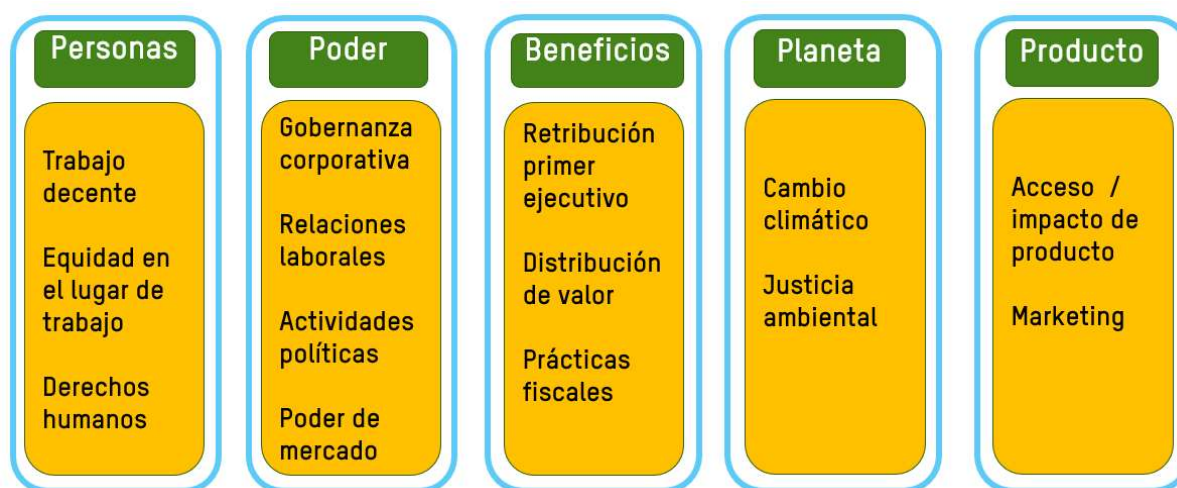 Personas
Trabajo
decente
Equidad en
el lugar de
trabajo
Derechos
humanos
Poder
Gobernanza
corporativa
Relaciones
laborales
Actividades
políticas
Poder de
mercado
Beneficios
Retribución
primer
ejecutivo
Distribución
de valor
Prácticas
fiscales
Planeta
Cambio
climático
Justicia
ambiental
Producto
Acceso /
impacto de
producto
Marketing